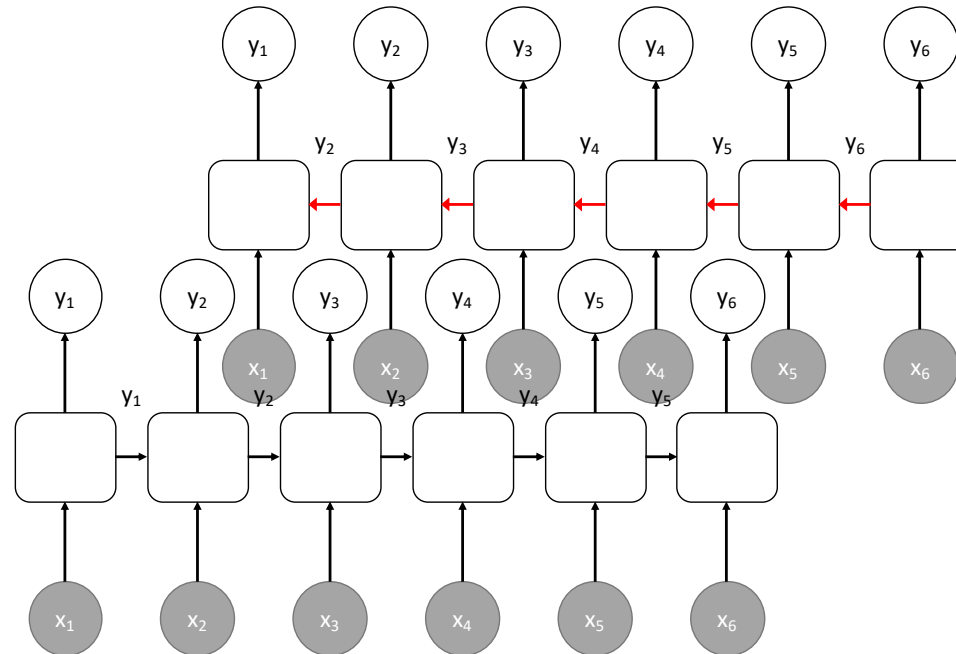 y₁ y₂ y₃ y₄ y₅ y₆
y₂ y₃ y₄ y₅ y₆
y₁ y₂ y₃ y₄ y₅ y₆
x₁ x₂ x₃ x₄ x₅ x₆
y₁ y₂ y₃ y₄ y₅
x₁ x₂ x₃ x₄ x₅ x₆